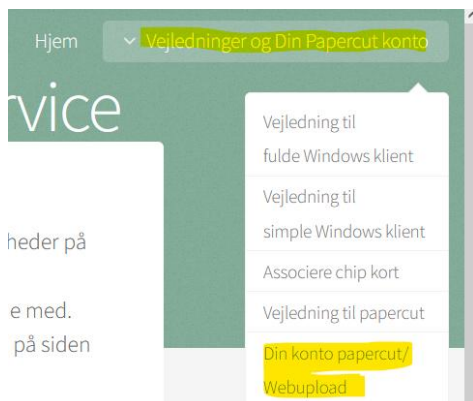 Hjem
Vejledninger og Din Papercut konto
rvice
Vejledning til
fulde Windows klient
Vejledning til
simple Windows klient
heder på
Associere chip kort
e med.
Vejledning til papercut
på siden
Din konto papercut/
Webupload